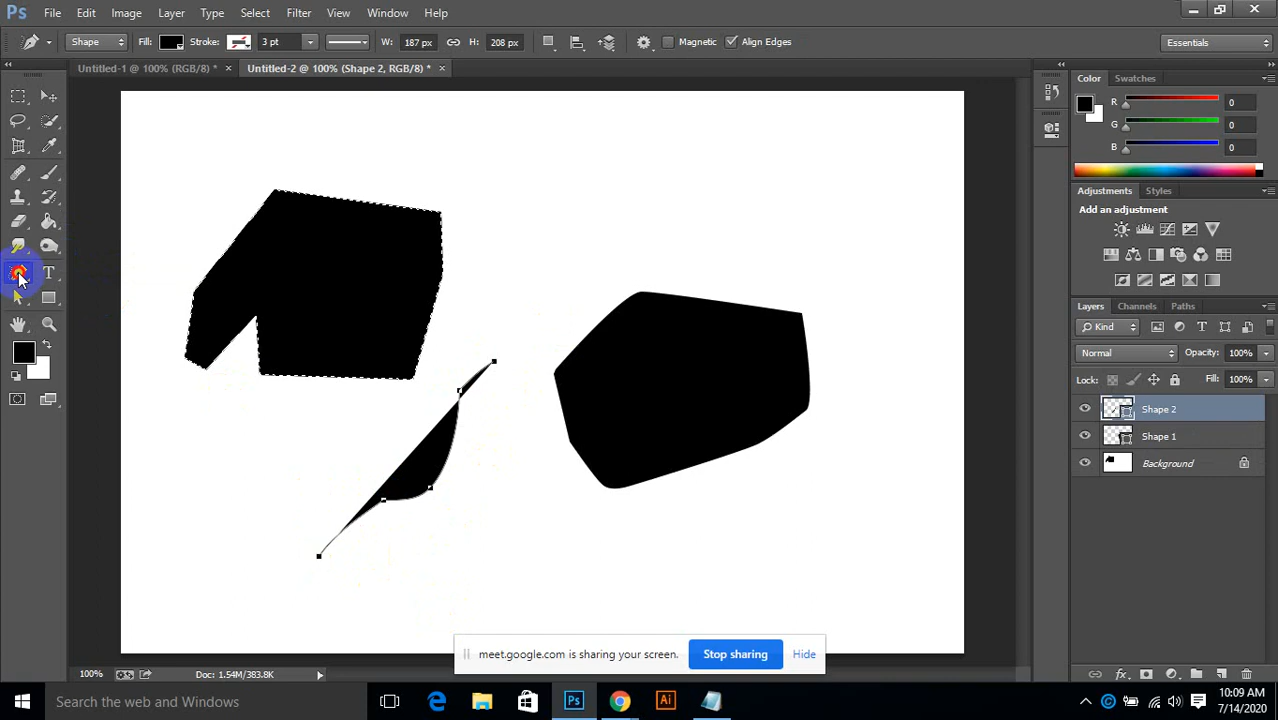 Ps File Edit Image Layer Type Select Filter View Window Help
Shape Fill: Stroke: 3 pt W: 187 px H: 208 px Magnetic Align Edges Essentials
Untitled-1 @ 100% (RGB/8) * × Untitled-2 @ 100% (Shape 2, RGB/8) * ×
Color Swatches
R 0
G 0
B 0
Adjustments Styles
Add an adjustment
Layers Channels Paths
Kind
Normal Opacity: 100%
Lock: Fill: 100%
Shape 2
Shape 1
Background
T
meet.google.com is sharing your screen. Stop sharing Hide
100% Doc: 1.54M/383.8K
Search the web and Windows
Ps Ai
10:09 AM
7/14/2020